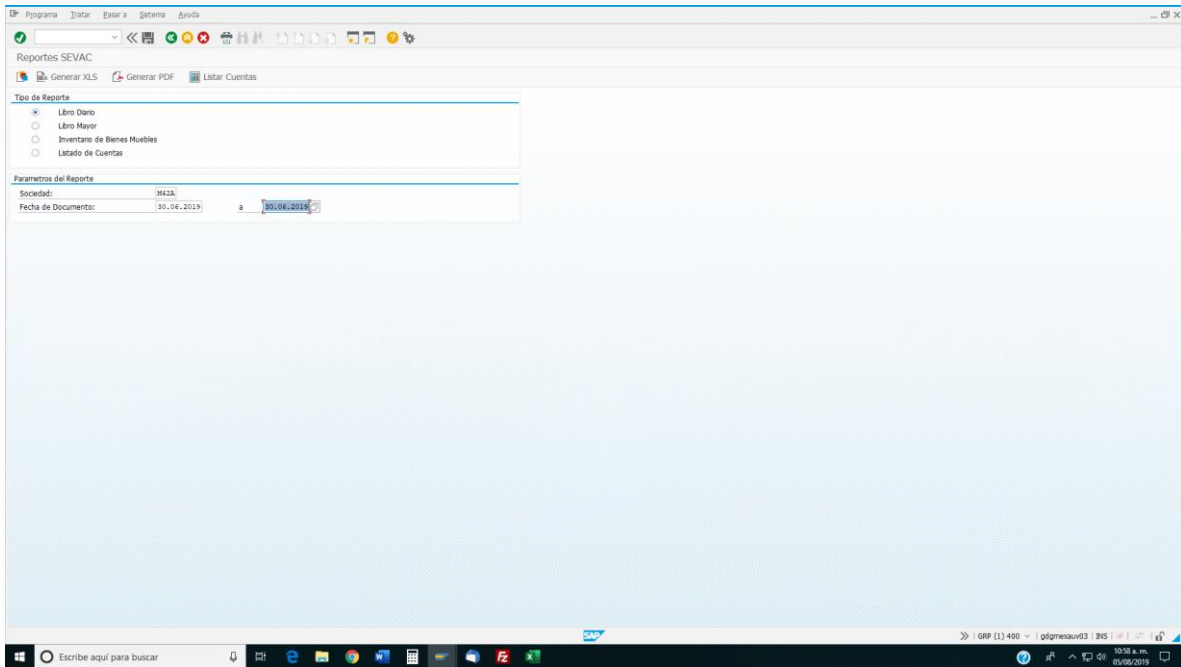 Programa Tratar Pasar a Sistema Ayuda
Reportes SEVAC
Generar XLS Generar PDF Listar Cuentas
Tipo de Reporte
Libro Diario
Libro Mayor
Inventario de Bienes Muebles
Listado de Cuentas
Parametros del Reporte
Sociedad: M42A
Fecha de Documento: 30.06.2019 a 30.06.2019
SAP
GRP (1) 400 gdgmexauv03 INS
Escribe aquí para buscar
10:58 a. m.
05/08/2019